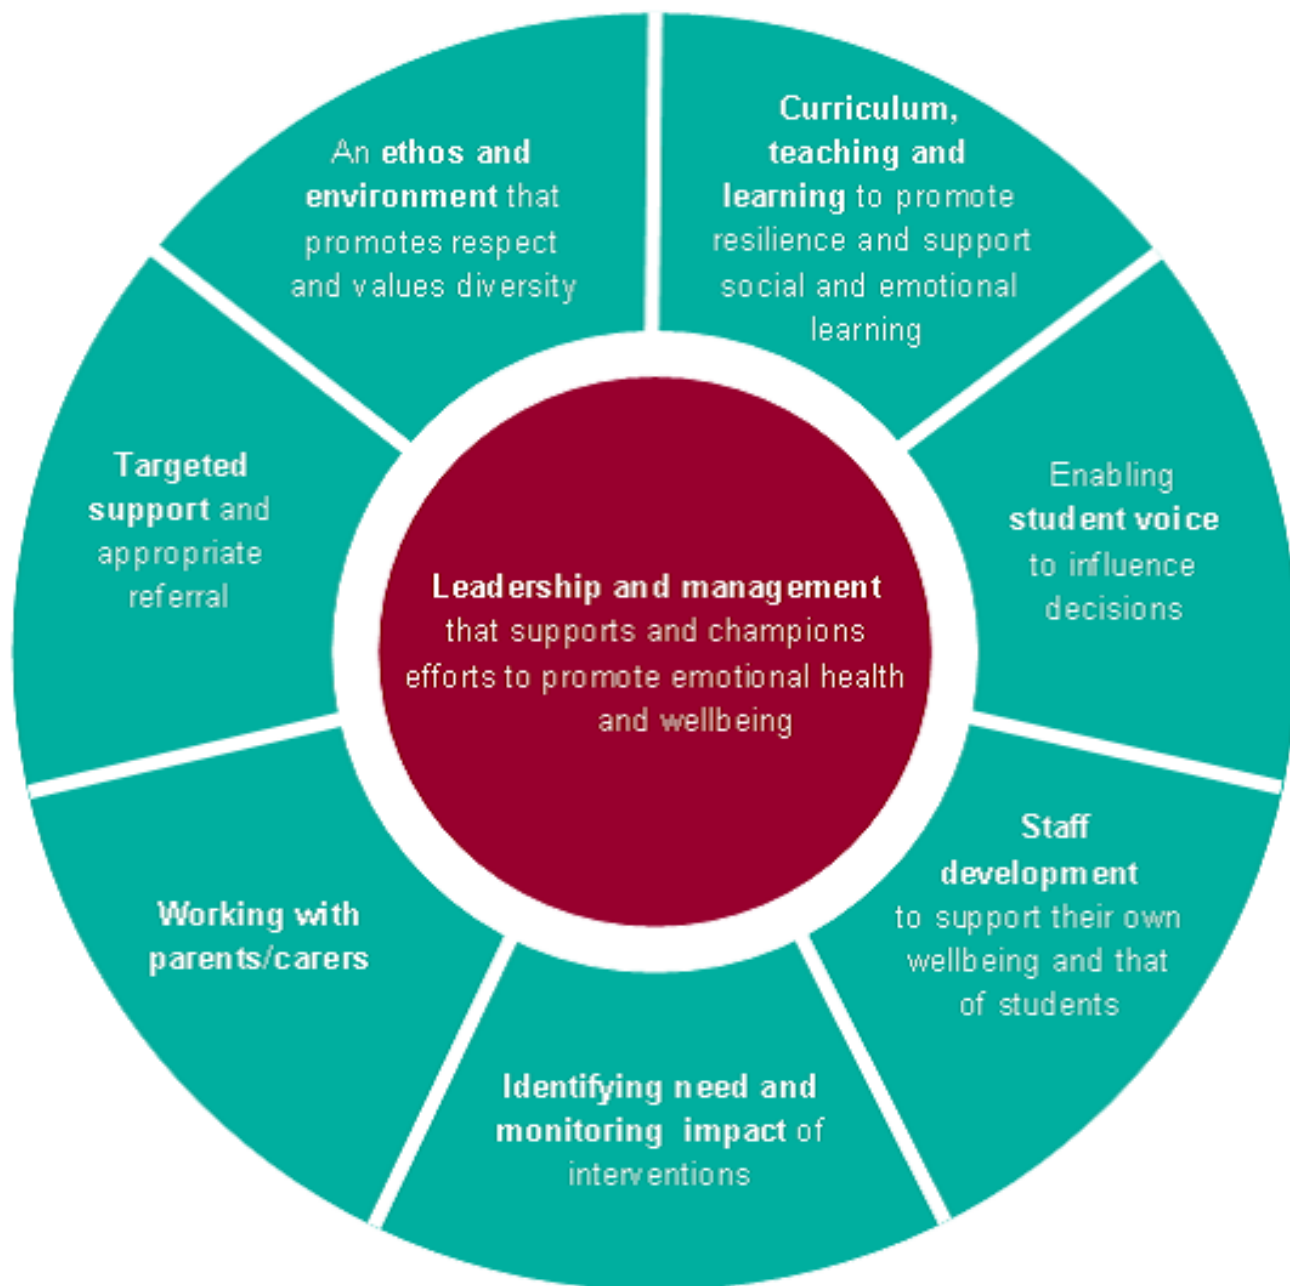 An ethos and
environment that
promotes respect
and values diversity
Curriculum,
teaching and
learning to promote
resilience and support
social and emotional
learning
Enabling
student voice
to influence
decisions
Staff
development
to support their own
wellbeing and that
of students
Identifying need and
monitoring impact of
interventions
Working with
parents/carers
Targeted
support and
appropriate
referral
Leadership and management
that supports and champions
efforts to promote emotional health
and wellbeing